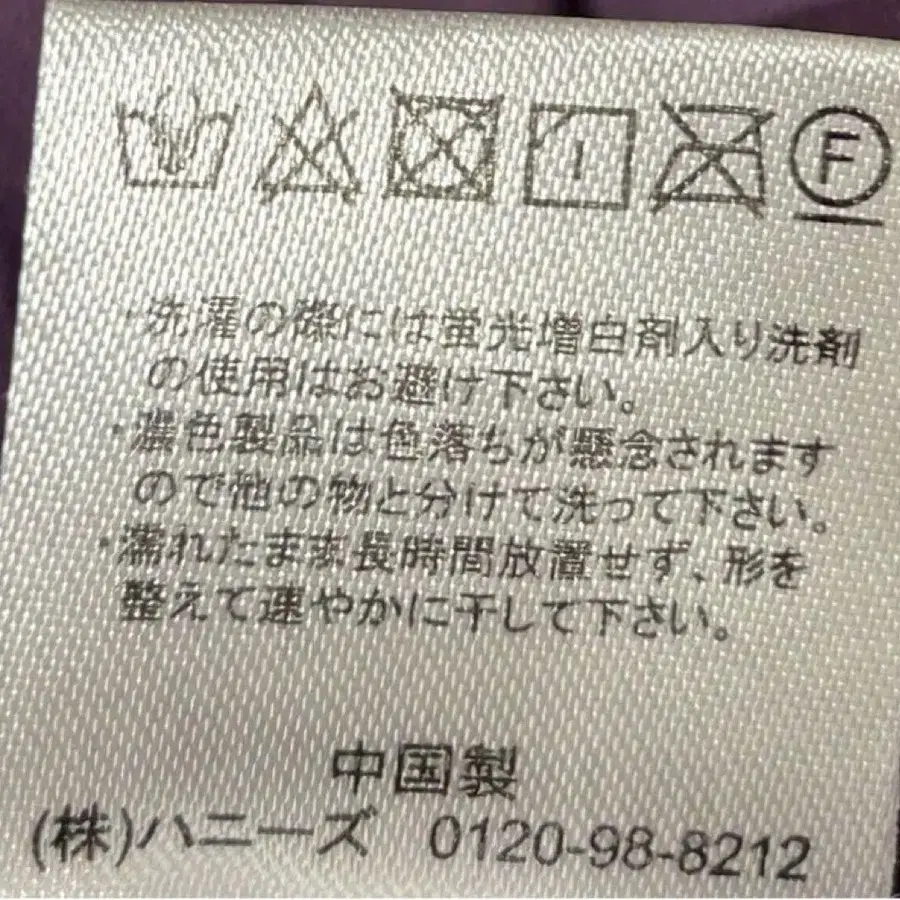 F
・洗濯の際には蛍光増白剤入り洗剤
の使用はお避け下さい。
・濃色製品は色落ちが懸念されます
ので他の物と分けて洗って下さい。
・濡れたまま長時間放置せず、形を
整えて速やかに干して下さい。
中国製
(株)ハニーズ 0120-98-8212